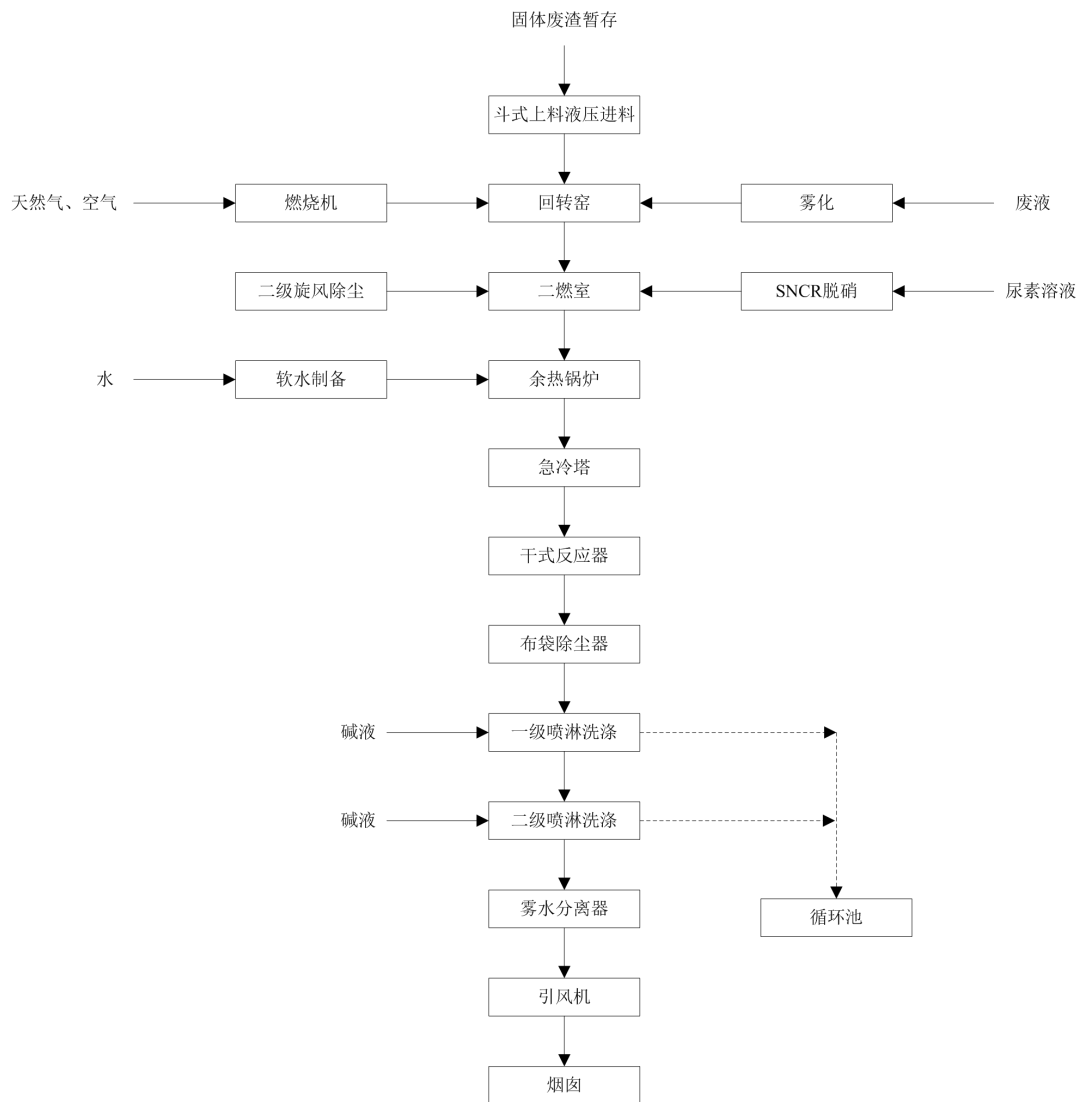 固体废渣暂存
斗式上料液压进料
天然气、空气
燃烧机
回转窑
雾化
废液
二级旋风除尘
二燃室
SNCR脱硝
尿素溶液
水
软水制备
余热锅炉
急冷塔
干式反应器
布袋除尘器
碱液
一级喷淋洗涤
碱液
二级喷淋洗涤
雾水分离器
循环池
引风机
烟囱